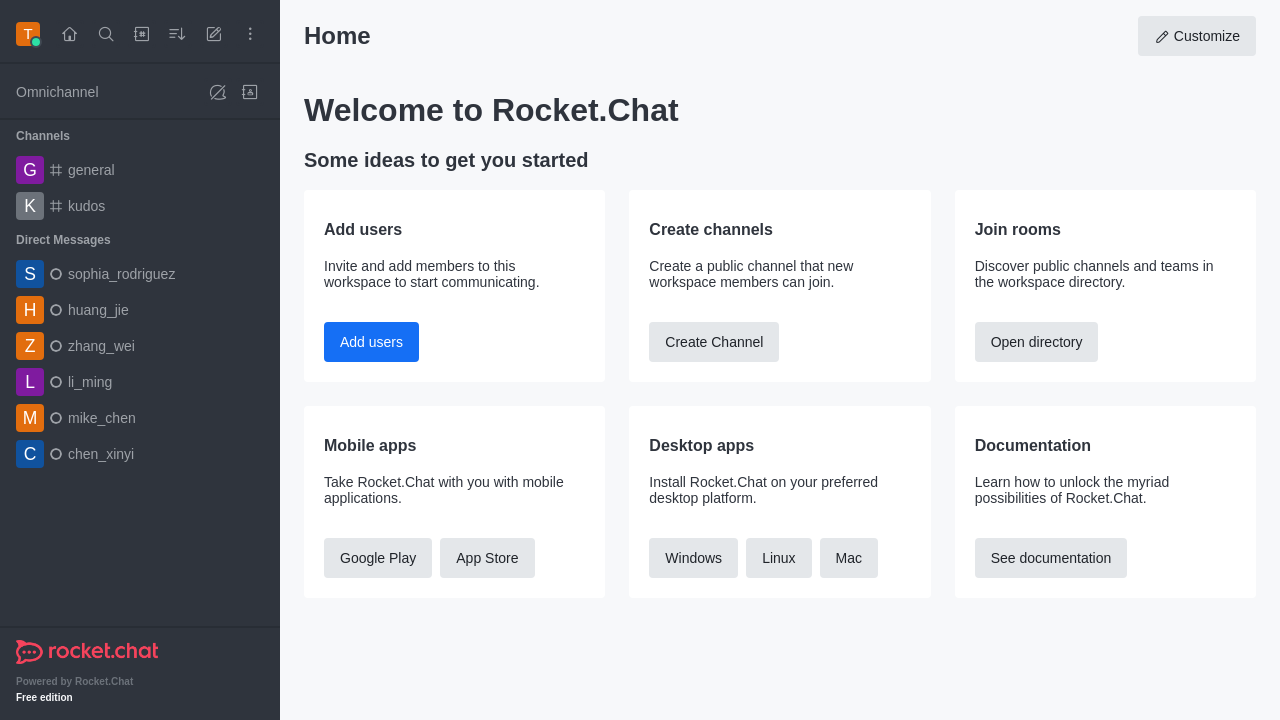 T
Home
Customize
Omnichannel
Channels
G general
K kudos
Direct Messages
S sophia_rodriguez
H huang_jie
Z zhang_wei
L li_ming
M mike_chen
C chen_xinyi
rocket.chat
Powered by Rocket.Chat
Free edition
Welcome to Rocket.Chat
Some ideas to get you started
Add users
Invite and add members to this
workspace to start communicating.
Add users
Create channels
Create a public channel that new
workspace members can join.
Create Channel
Join rooms
Discover public channels and teams in
the workspace directory.
Open directory
Mobile apps
Take Rocket.Chat with you with mobile
applications.
Google Play App Store
Desktop apps
Install Rocket.Chat on your preferred
desktop platform.
Windows Linux Mac
Documentation
Learn how to unlock the myriad
possibilities of Rocket.Chat.
See documentation